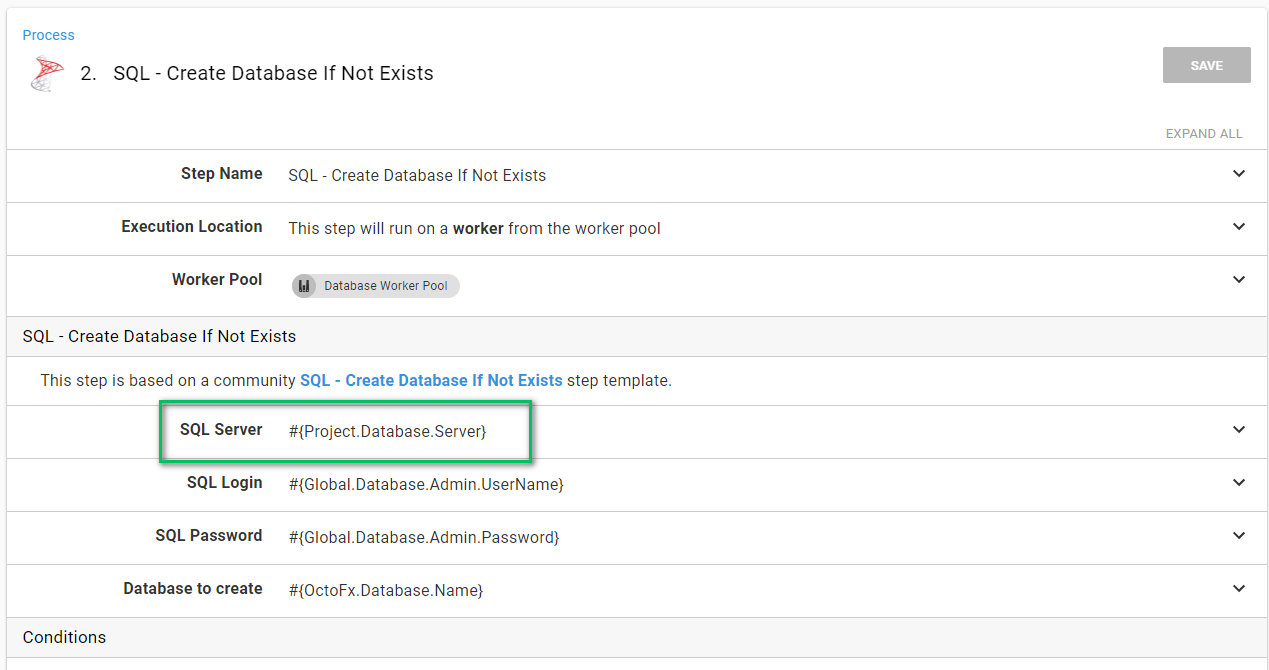 Process
2. SQL - Create Database If Not Exists
SAVE
EXPAND ALL
Step Name SQL - Create Database If Not Exists
Execution Location This step will run on a worker from the worker pool
Worker Pool Database Worker Pool
SQL - Create Database If Not Exists
This step is based on a community SQL - Create Database If Not Exists step template.
SQL Server #{Project.Database.Server}
SQL Login #{Global.Database.Admin.UserName}
SQL Password #{Global.Database.Admin.Password}
Database to create #{OctoFx.Database.Name}
Conditions